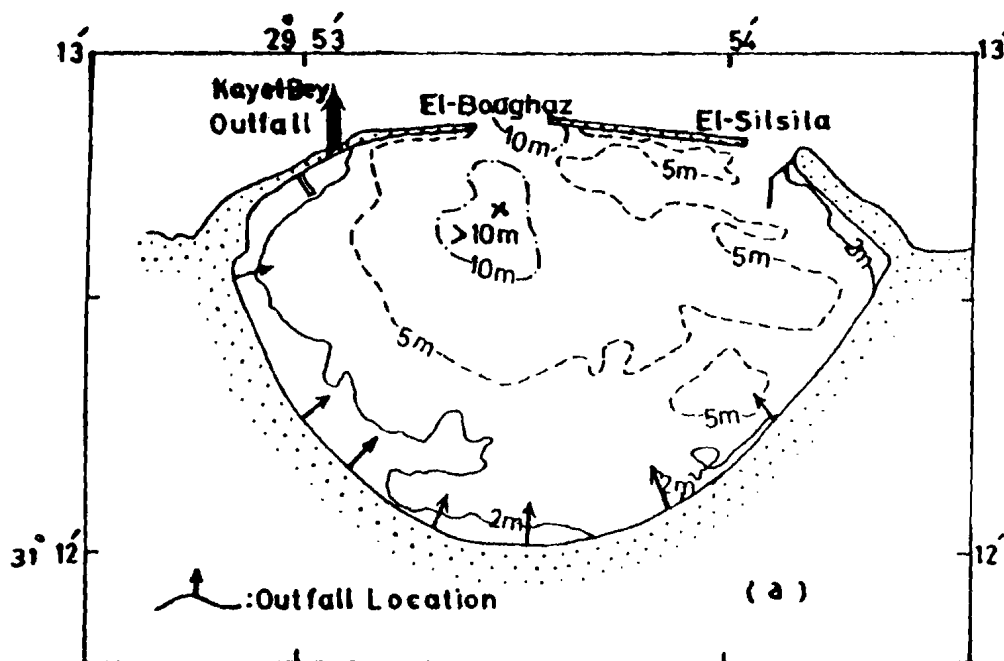 29° 53′
54′
13′
13′
Kayet Bey
Outfall
El-Boughaz
El-Silsila
10m
5m
>10m
10m
5m
2m
5m
5m
2m
2m
31° 12′
12′
:Outfall Location
(a)